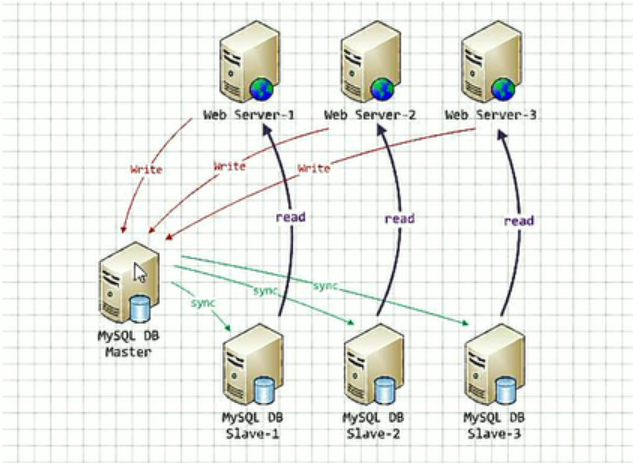 Web Server-1
Web Server-2
Web Server-3
Write
Write
Write
read
read
read
sync
sync
sync
MySQL DB
Master
MySQL DB
Slave-1
MySQL DB
Slave-2
MySQL DB
Slave-3